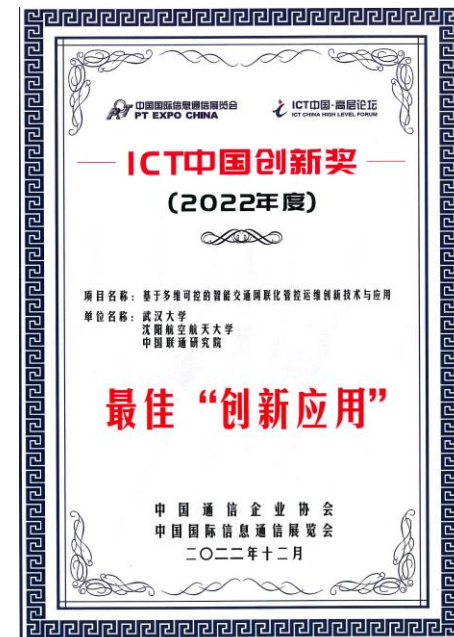 中国国际信息通信展览会
PT EXPO CHINA
ICT中国·高层论坛
ICT CHINA HIGH LEVEL FORUM
ICT中国创新奖
(2022年度)
项目名称：基于多维可控的智能交通网联化管控运维创新技术与应用
单位名称：武汉大学
沈阳航空航天大学
中国联通研究院
最佳“创新应用”
中国通信企业协会
中国国际信息通信展览会
二〇二二年十二月